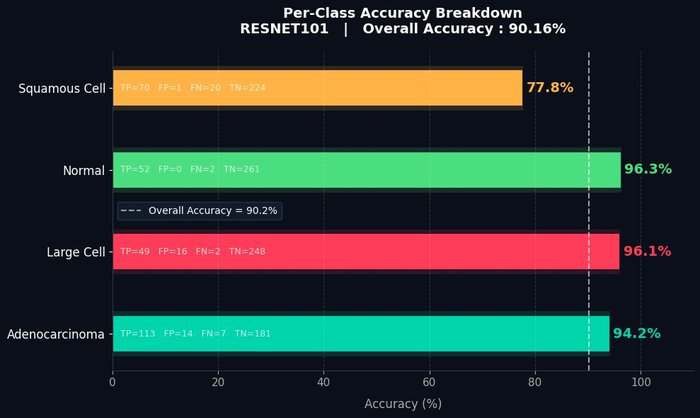 Per-Class Accuracy Breakdown
RESNET101 | Overall Accuracy : 90.16%
Squamous Cell
TP=70 FP=1 FN=20 TN=224
77.8%
Normal
TP=52 FP=0 FN=2 TN=261
96.3%
Overall Accuracy = 90.2%
Large Cell
TP=49 FP=16 FN=2 TN=248
96.1%
Adenocarcinoma
TP=113 FP=14 FN=7 TN=181
94.2%
0 20 40 60 80 100
Accuracy (%)